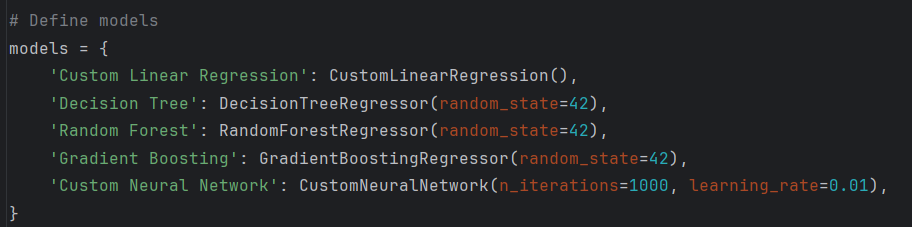 # Define models
models = {
    'Custom Linear Regression': CustomLinearRegression(),
    'Decision Tree': DecisionTreeRegressor(random_state=42),
    'Random Forest': RandomForestRegressor(random_state=42),
    'Gradient Boosting': GradientBoostingRegressor(random_state=42),
    'Custom Neural Network': CustomNeuralNetwork(n_iterations=1000, learning_rate=0.01),
}